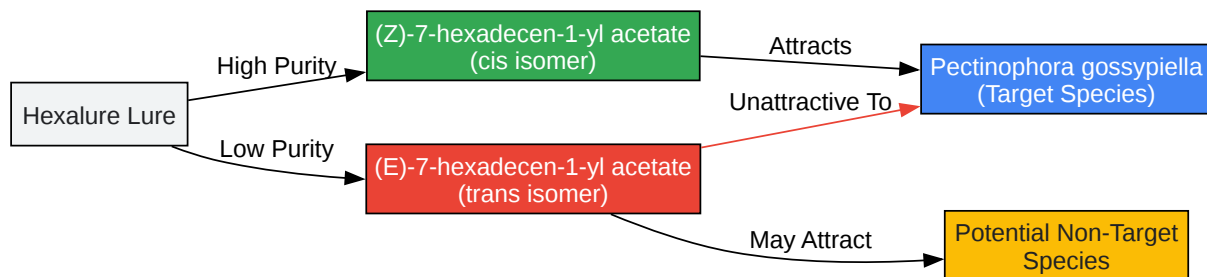 Hexalure Lure
High Purity
Low Purity
(Z)-7-hexadecen-1-yl acetate
(cis isomer)
(E)-7-hexadecen-1-yl acetate
(trans isomer)
Attracts
Unattractive To
May Attract
Pectinophora gossypiella
(Target Species)
Potential Non-Target
Species